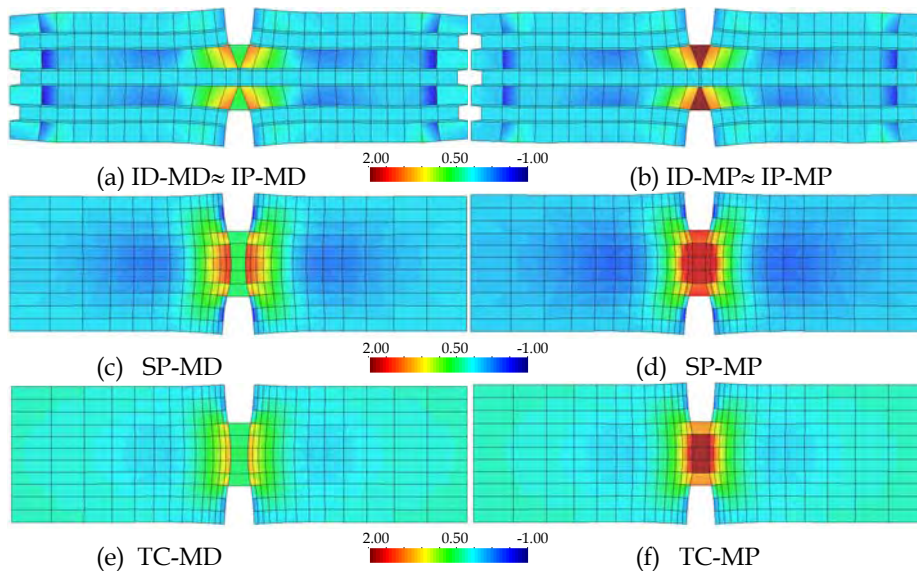 (a) ID-MD≈ IP-MD
2.00 0.50 -1.00
(b) ID-MP≈ IP-MP
(c) SP-MD
2.00 0.50 -1.00
(d) SP-MP
(e) TC-MD
2.00 0.50 -1.00
(f) TC-MP